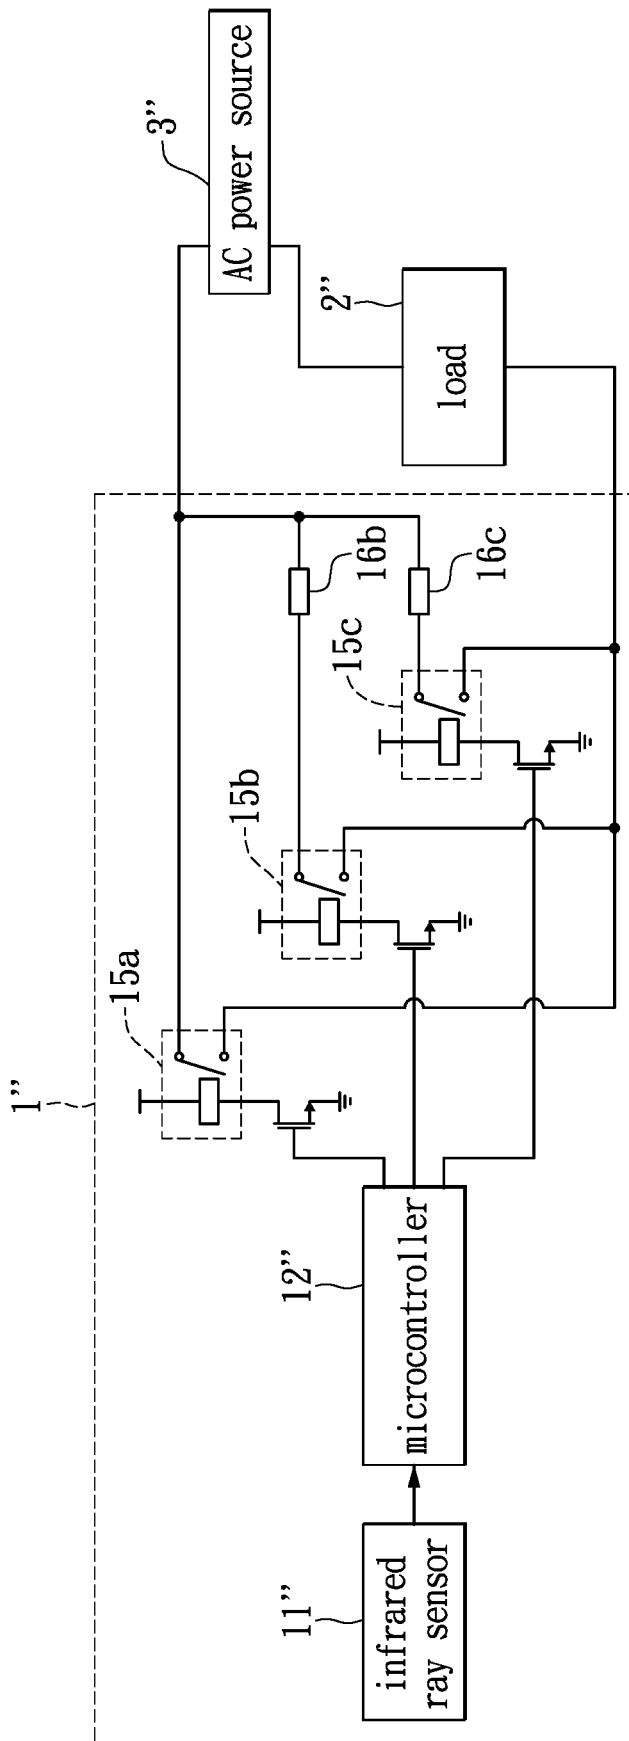 1’’
11’’
infrared
ray sensor
12’’
microcontroller
15a
15b
15c
16b
16c
2’’
load
3’’
AC power source